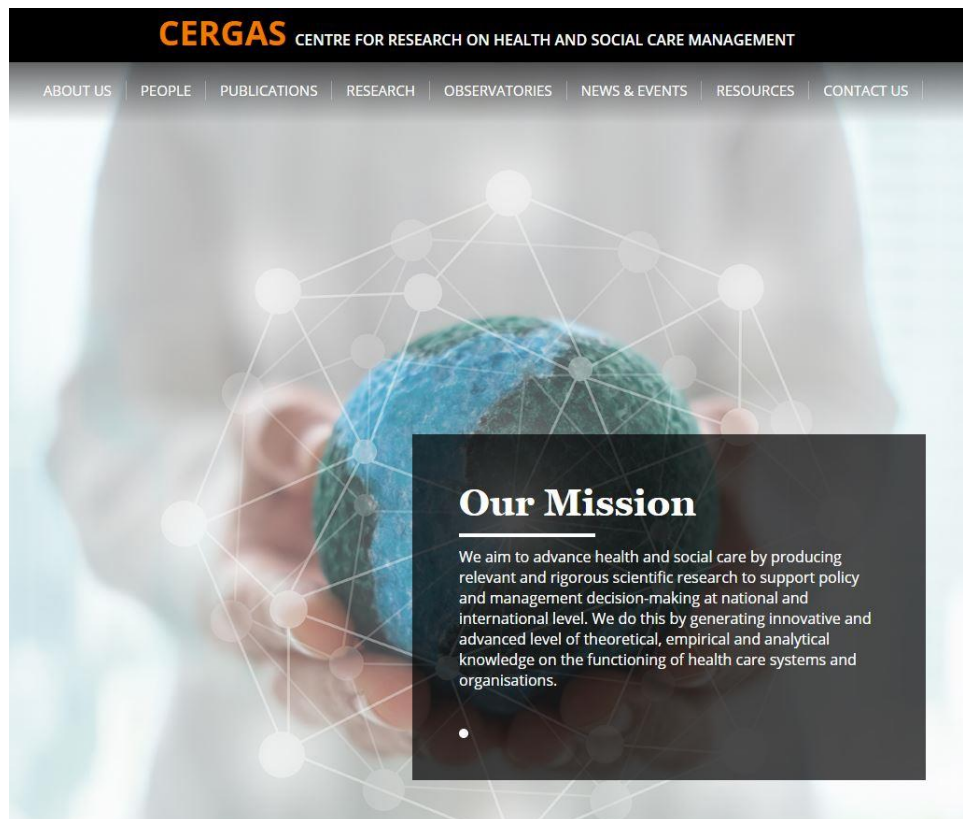 CERGAS CENTRE FOR RESEARCH ON HEALTH AND SOCIAL CARE MANAGEMENT
ABOUT US PEOPLE PUBLICATIONS RESEARCH OBSERVATORIES NEWS & EVENTS RESOURCES CONTACT US
Our Mission
We aim to advance health and social care by producing
relevant and rigorous scientific research to support policy
and management decision-making at national and
international level. We do this by generating innovative and
advanced level of theoretical, empirical and analytical
knowledge on the functioning of health care systems and
organisations.